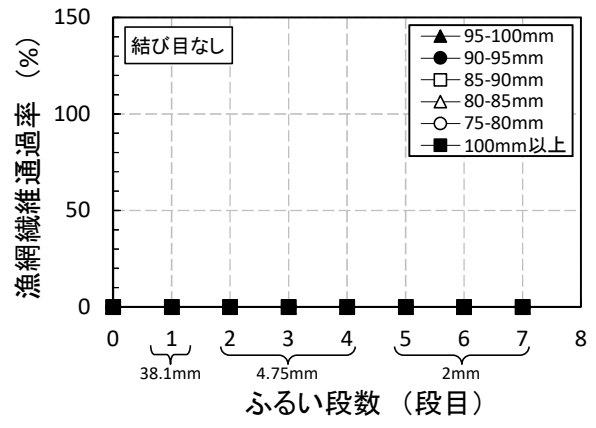 漁網繊維通過率 (%)
150
100
50
0
結び目なし
95-100mm
90-95mm
85-90mm
80-85mm
75-80mm
100mm以上
0 1 2 3 4 5 6 7 8
38.1mm 4.75mm 2mm
ふるい段数 (段目)